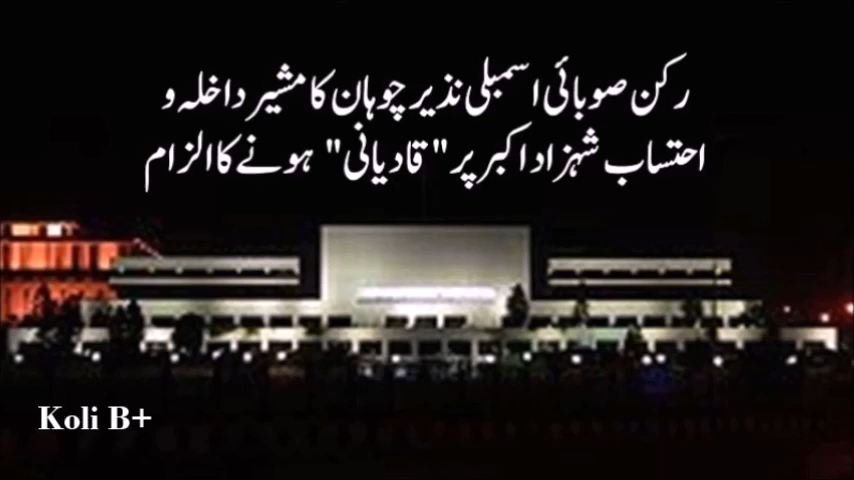 رکن صوبائی اسمبلی نذیر چوہان کا مشیر داخلہ و
احتساب شہزاد اکبر پر "قادیانی" ہونے کا الزام
Koli B+